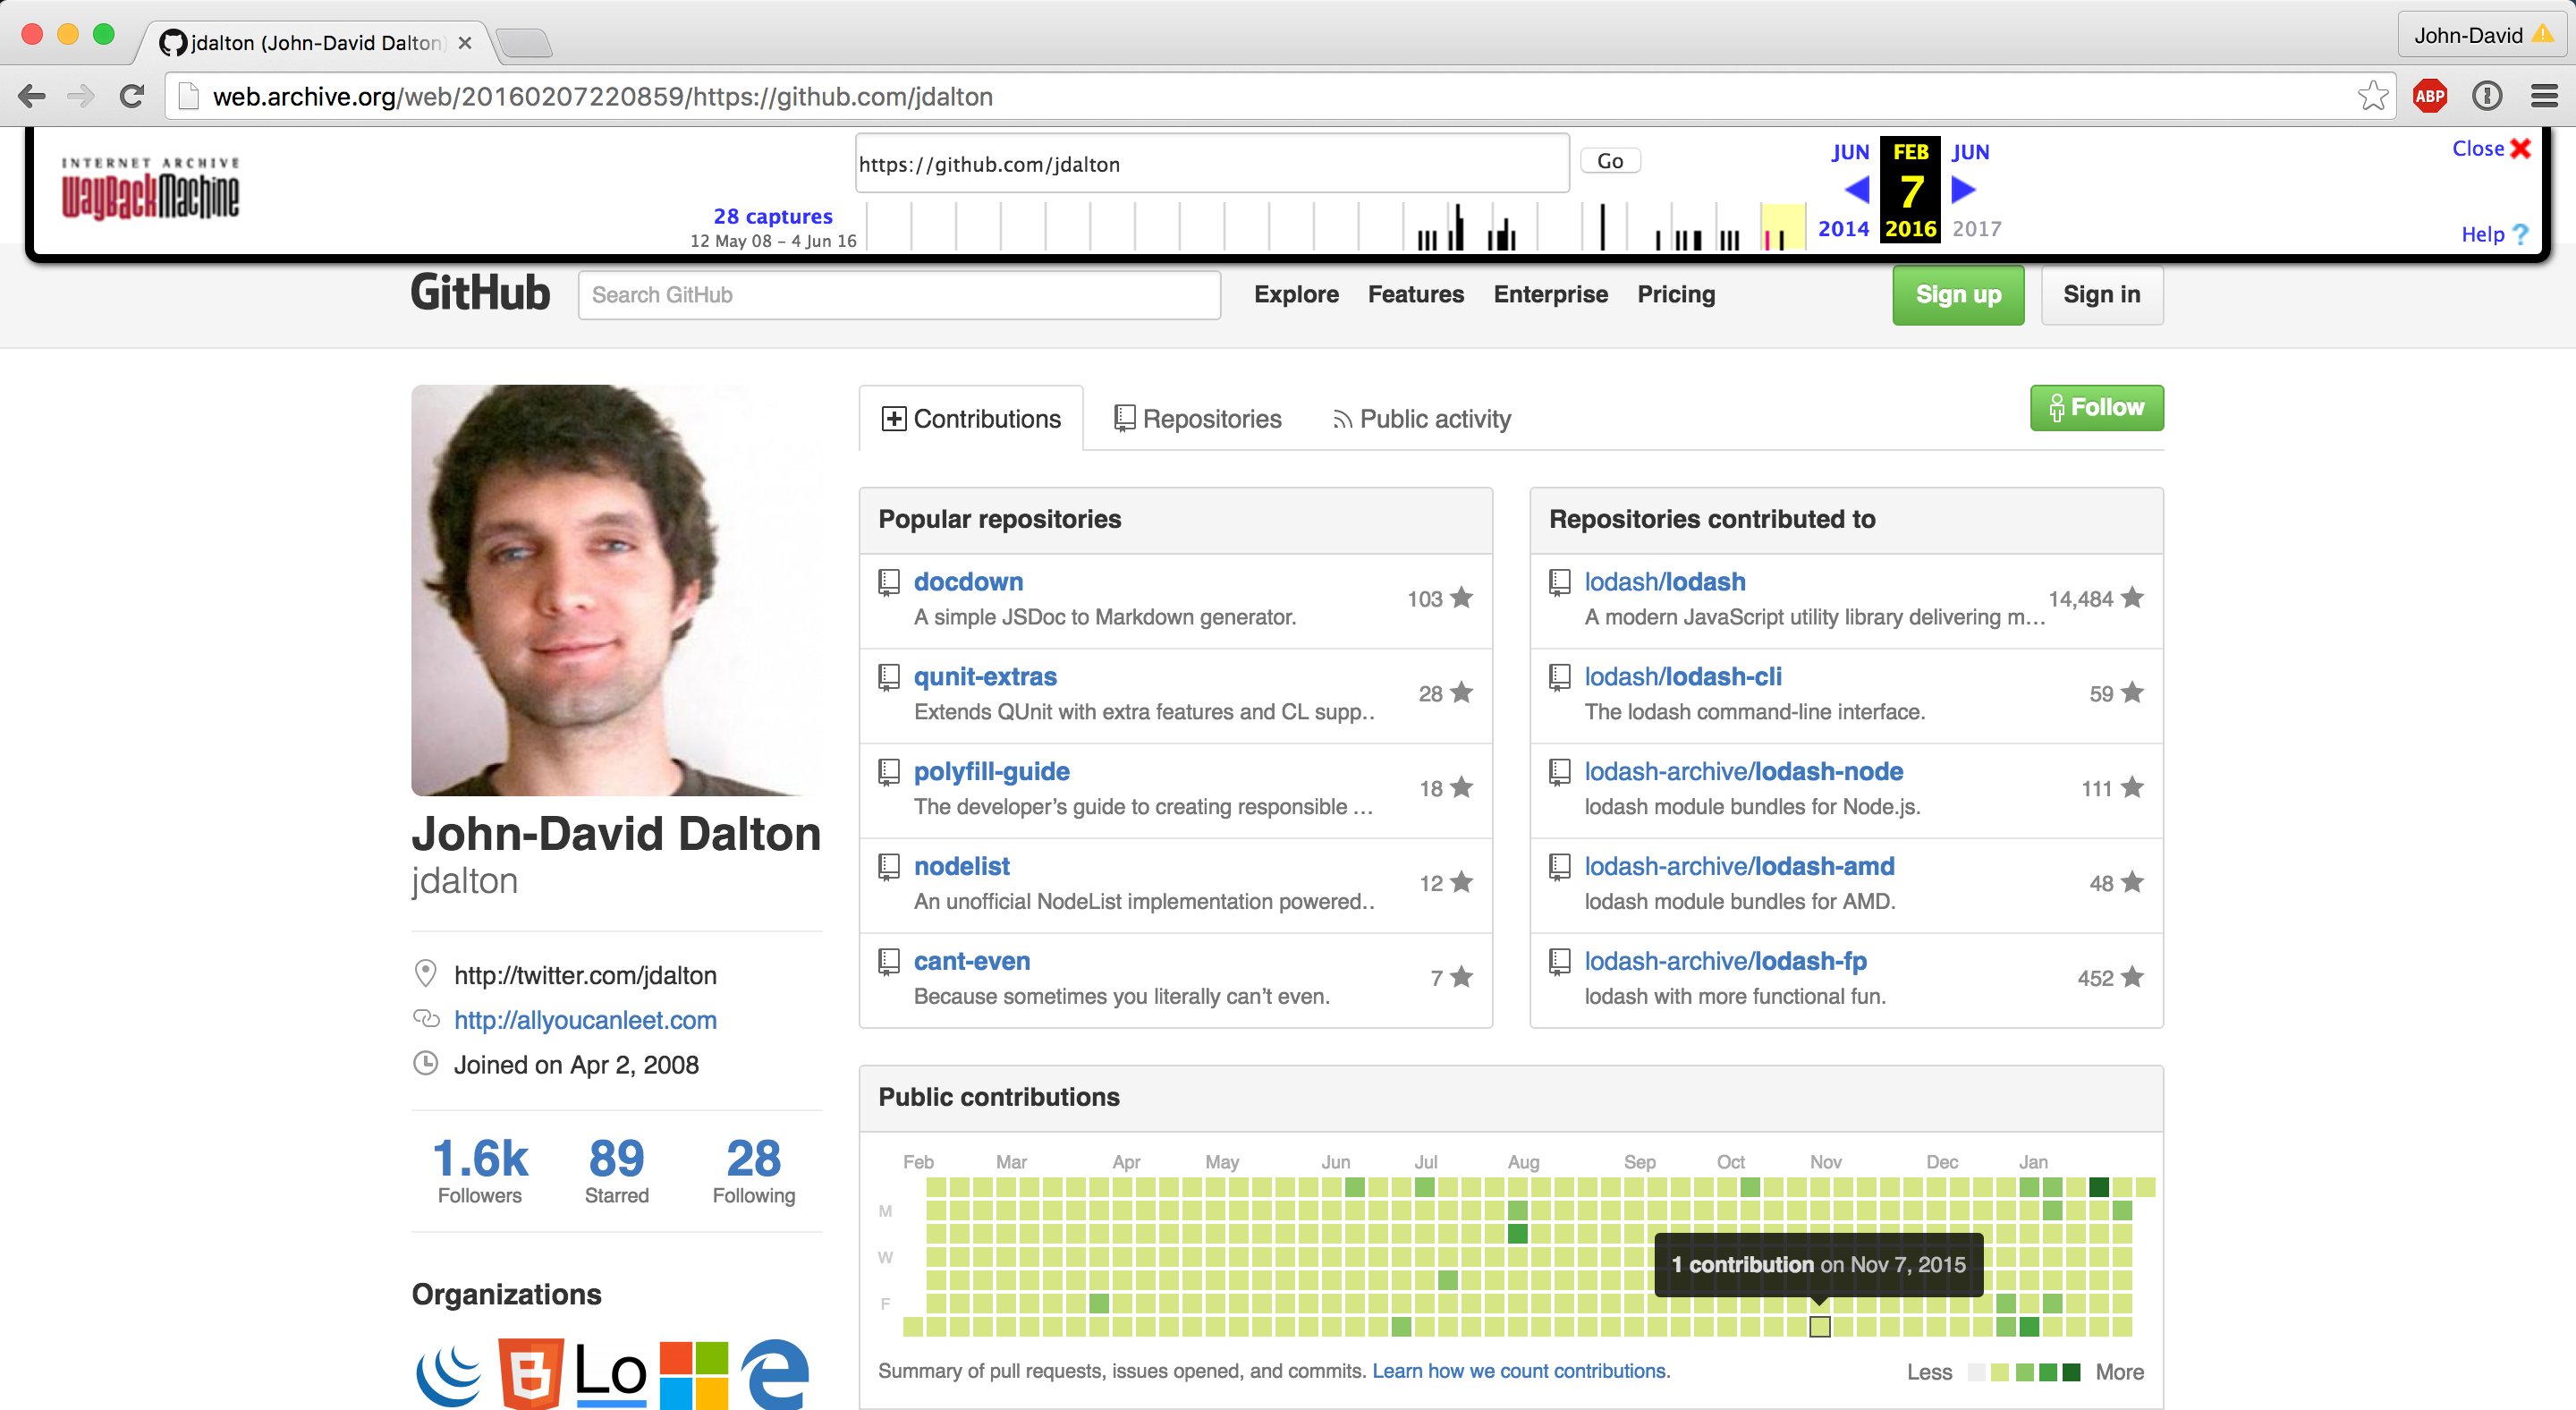 jdalton (John-David Dalton)
John-David
web.archive.org/web/20160207220859/https://github.com/jdalton
INTERNET ARCHIVE
WayBackMachine
https://github.com/jdalton
Go
28 captures
12 May 08 – 4 Jun 16
JUN FEB JUN
7
2014 2016 2017
Close
Help ?
ABP
GitHub
Search GitHub
Explore Features Enterprise Pricing
Sign up
Sign in
Contributions
Repositories
Public activity
Follow
John-David Dalton
jdalton
http://twitter.com/jdalton
http://allyoucanleet.com
Joined on Apr 2, 2008
1.6k 89 28
Followers Starred Following
Organizations
Lo
Popular repositories
docdown
A simple JSDoc to Markdown generator.
103
qunit-extras
Extends QUnit with extra features and CL supp..
28
polyfill-guide
The developer’s guide to creating responsible …
18
nodelist
An unofficial NodeList implementation powered..
12
cant-even
Because sometimes you literally can’t even.
7
Repositories contributed to
lodash/lodash
A modern JavaScript utility library delivering m…
14,484
lodash/lodash-cli
The lodash command-line interface.
59
lodash-archive/lodash-node
lodash module bundles for Node.js.
111
lodash-archive/lodash-amd
lodash module bundles for AMD.
48
lodash-archive/lodash-fp
lodash with more functional fun.
452
Public contributions
Feb Mar Apr May Jun Jul Aug Sep Oct Nov Dec Jan
M
W
F
1 contribution on Nov 7, 2015
Summary of pull requests, issues opened, and commits. Learn how we count contributions.
Less More